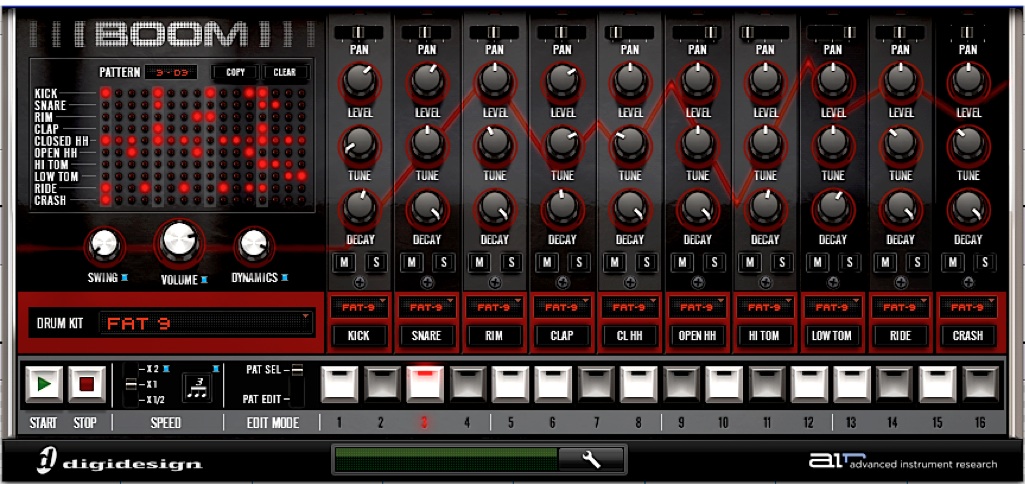 BOOM
PATTERN 3 - D3 COPY CLEAR
KICK
SNARE
RIM
CLAP
CLOSED HH
OPEN HH
HI TOM
LOW TOM
RIDE
CRASH
SWING VOLUME DYNAMICS
PAN PAN PAN PAN PAN PAN PAN PAN PAN PAN
LEVEL LEVEL LEVEL LEVEL LEVEL LEVEL LEVEL LEVEL LEVEL LEVEL
TUNE TUNE TUNE TUNE TUNE TUNE TUNE TUNE TUNE TUNE
DECAY DECAY DECAY DECAY DECAY DECAY DECAY DECAY DECAY DECAY
M S M S M S M S M S M S M S M S M S M S
DRUM KIT FAT 9
FAT-9 FAT-9 FAT-9 FAT-9 FAT-9 FAT-9 FAT-9 FAT-9 FAT-9 FAT-9
KICK SNARE RIM CLAP CL HH OPEN HH HI TOM LOW TOM RIDE CRASH
X2
X1
X1/2
3
PAT SEL
PAT EDIT
START STOP SPEED EDIT MODE 1 2 3 4 5 6 7 8 9 10 11 12 13 14 15 16
digidesign
air advanced instrument research